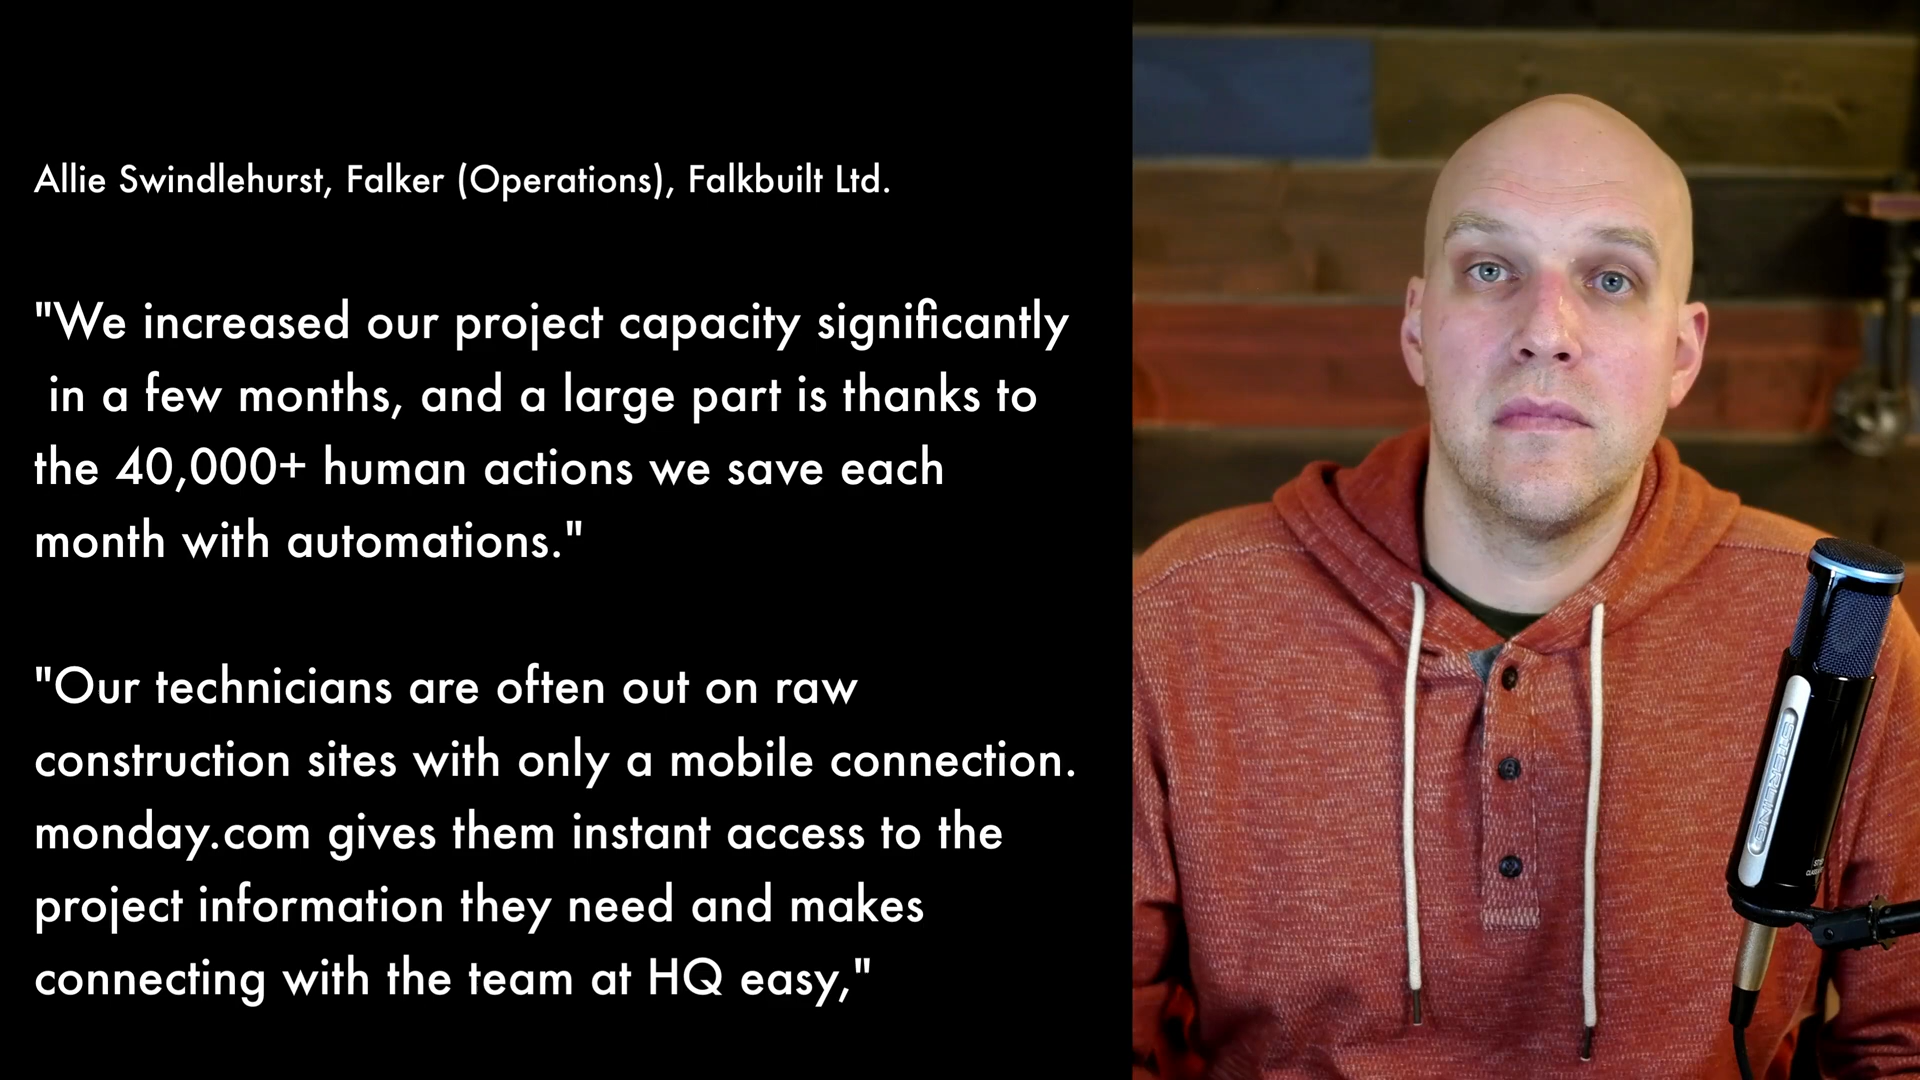 Allie Swindlehurst, Falker (Operations), Falkbuilt Ltd.
"We increased our project capacity significantly
in a few months, and a large part is thanks to
the 40,000+ human actions we save each
month with automations."
"Our technicians are often out on raw
construction sites with only a mobile connection.
monday.com gives them instant access to the
project information they need and makes
connecting with the team at HQ easy,"
STERLING